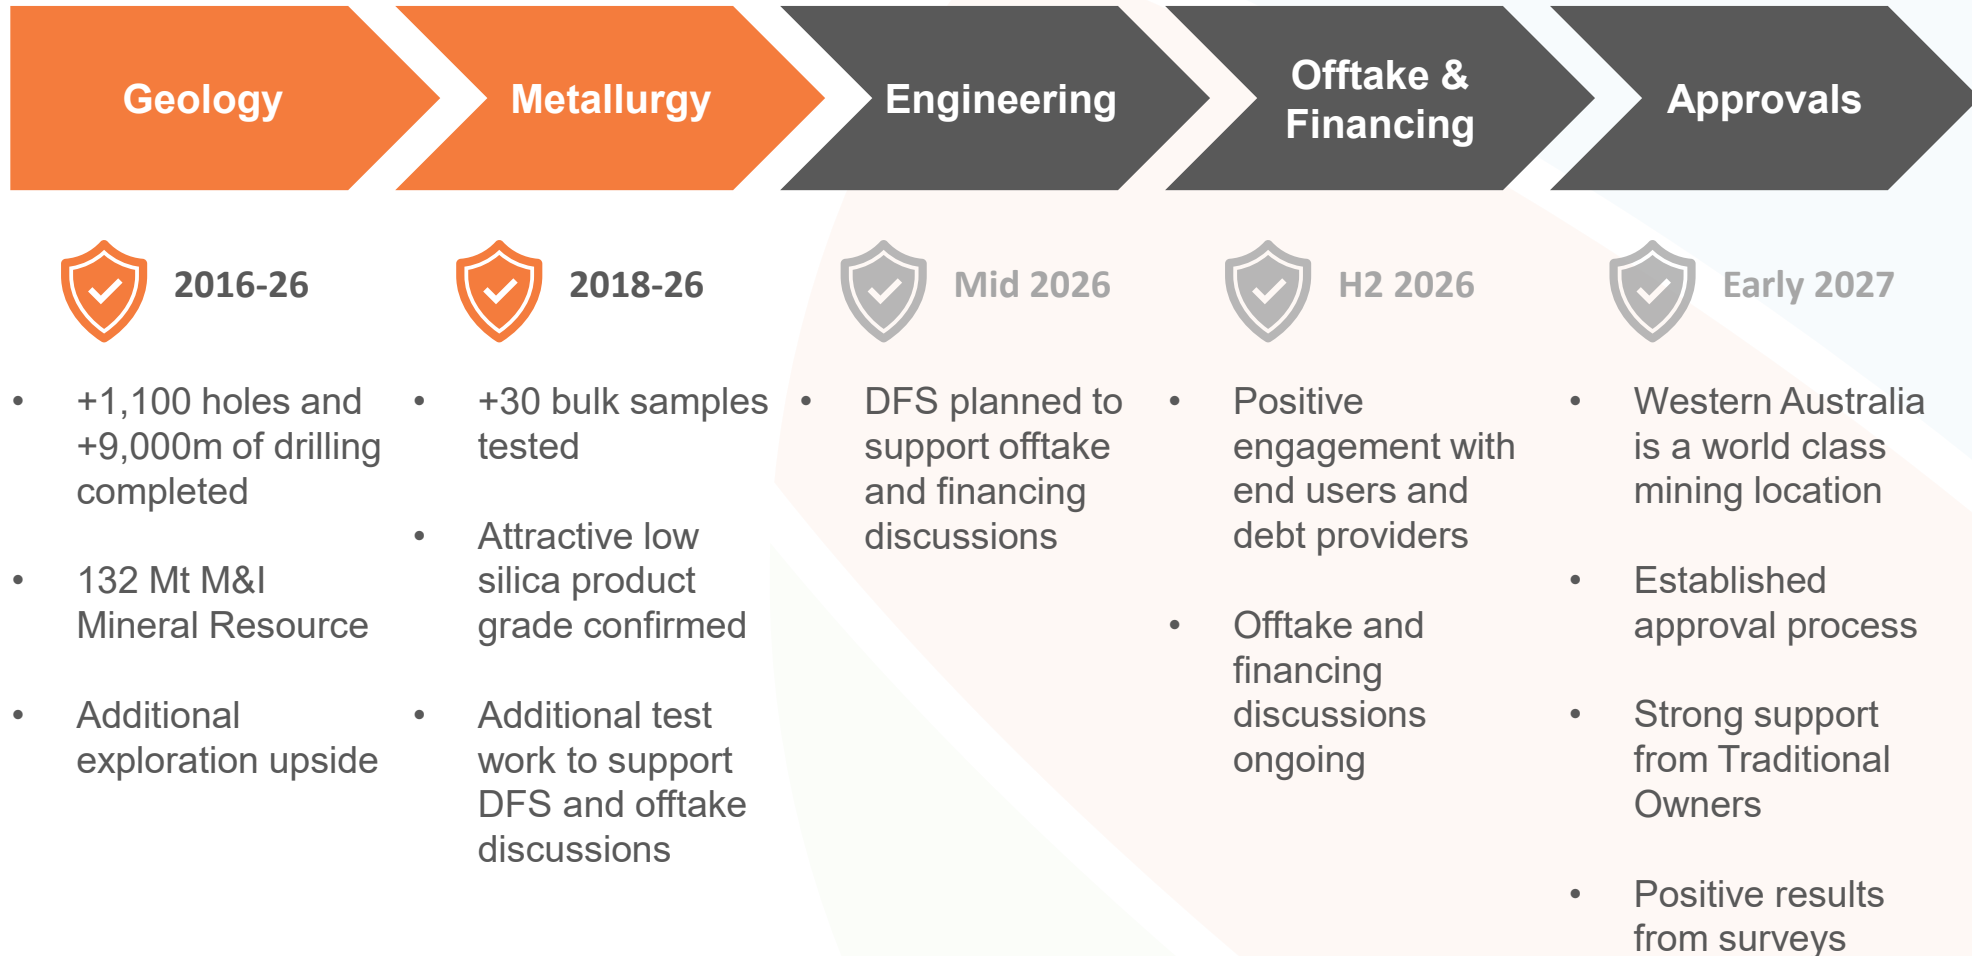 Geology
Metallurgy
Engineering
Offtake &
Financing
Approvals
2016-26
2018-26
Mid 2026
H2 2026
Early 2027
• +1,100 holes and
+9,000m of drilling
completed
• 132 Mt M&I
Mineral Resource
• Additional
exploration upside
• +30 bulk samples
tested
• Attractive low
silica product
grade confirmed
• Additional test
work to support
DFS and offtake
discussions
• DFS planned to
support offtake
and financing
discussions
• Positive
engagement with
end users and
debt providers
• Offtake and
financing
discussions
ongoing
• Western Australia
is a world class
mining location
• Established
approval process
• Strong support
from Traditional
Owners
• Positive results
from surveys